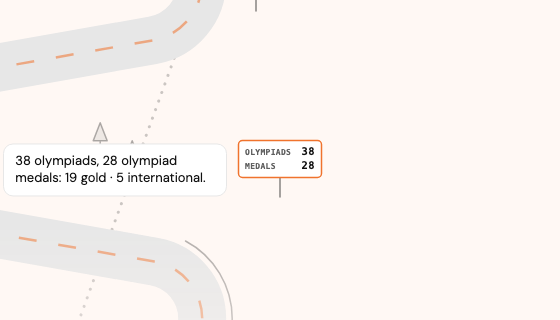 38 olympiads, 28 olympiad
medals: 19 gold · 5 international.
OLYMPIADS 38
MEDALS 28